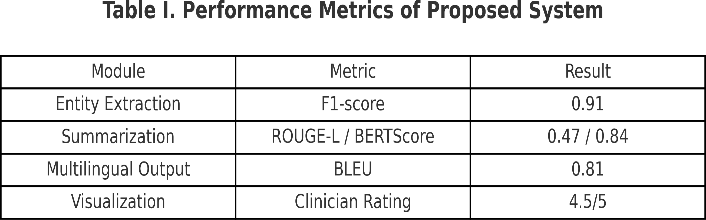 Table I. Performance Metrics of Proposed System
Module Metric Result
Entity Extraction F1-score 0.91
Summarization ROUGE-L / BERTScore 0.47 / 0.84
Multilingual Output BLEU 0.81
Visualization Clinician Rating 4.5/5